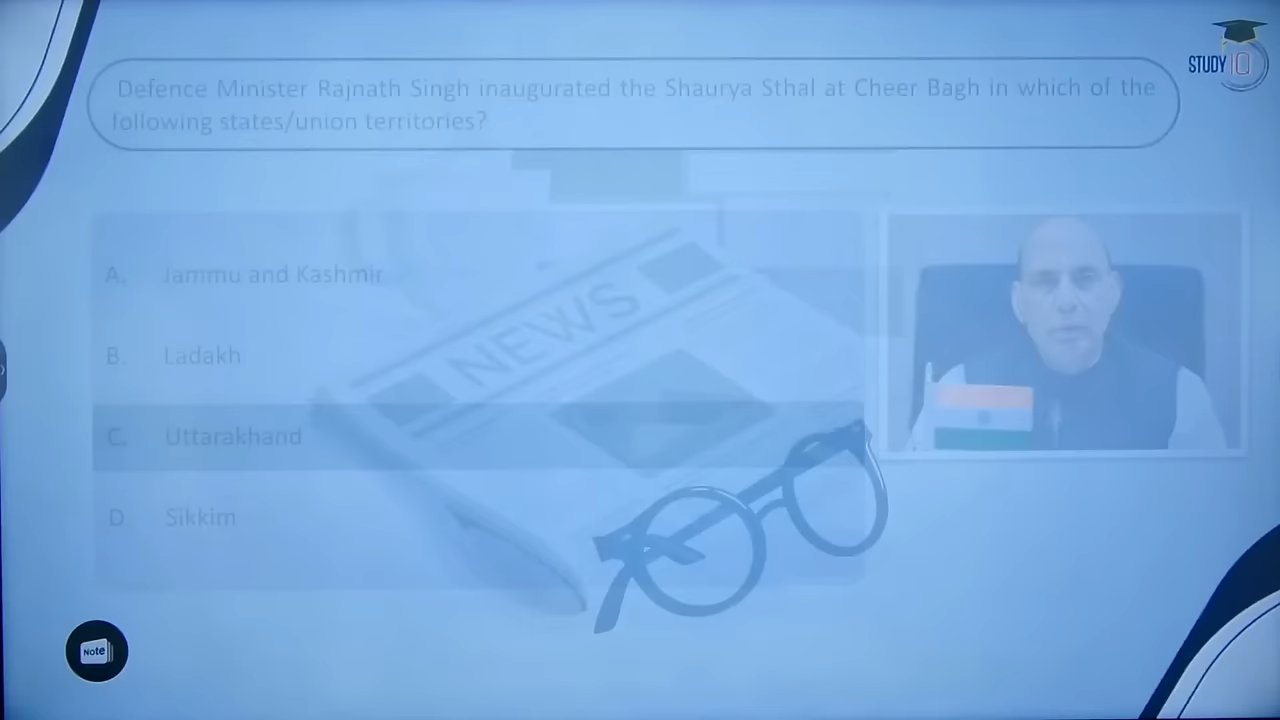 STUDY IQ
Defence Minister Rajnath Singh inaugurated the Shaurya Sthal at Cheer Bagh in which of the
following states/union territories?
A. Jammu and Kashmir
NEWS
B. Ladakh
C. Uttarakhand
D. Sikkim
Note